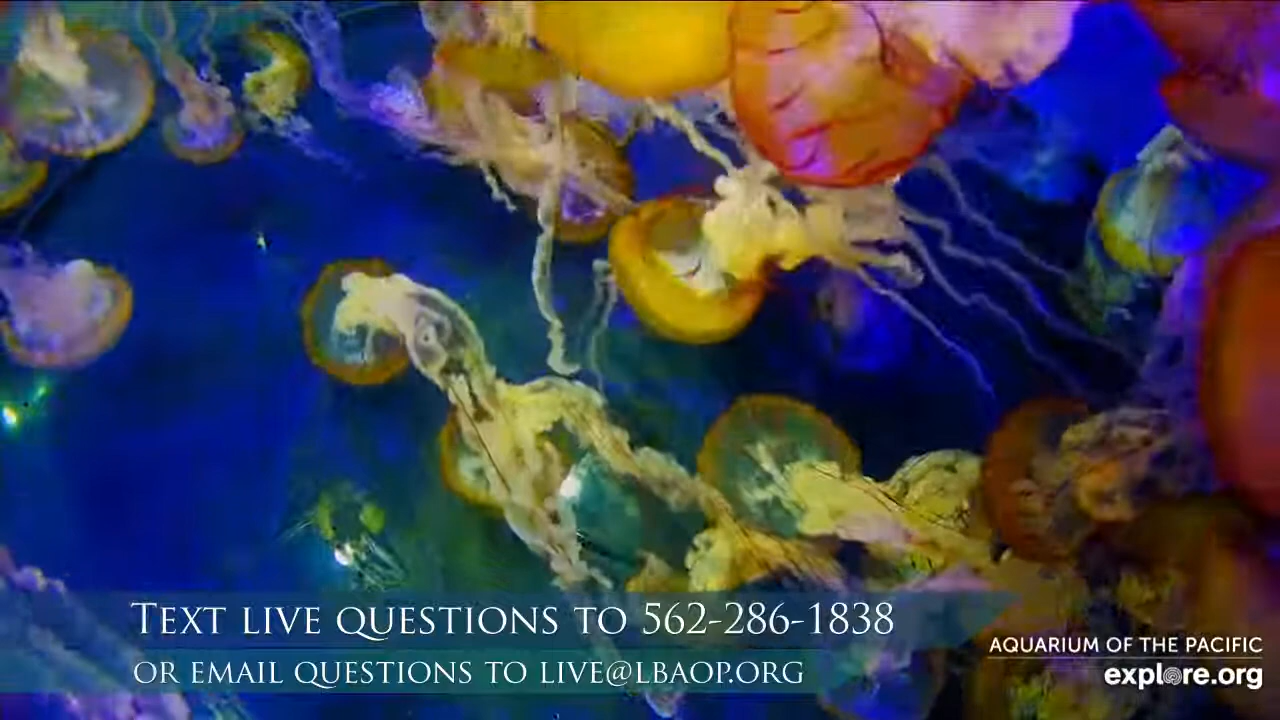 TEXT LIVE QUESTIONS TO 562-286-1838
OR EMAIL QUESTIONS TO LIVE@LBAOP.ORG
AQUARIUM OF THE PACIFIC
explore.org